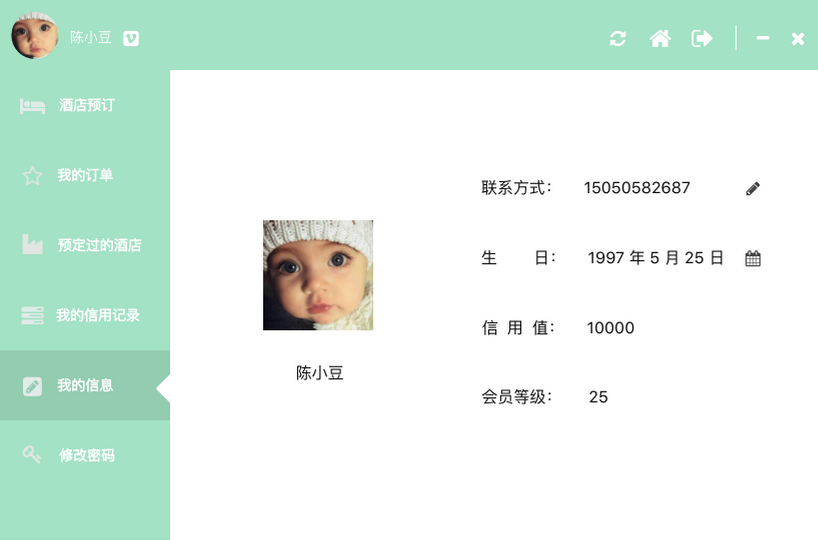 陈小豆
酒店预订
我的订单
预定过的酒店
我的信用记录
我的信息
修改密码
陈小豆
联系方式： 15050582687
生 日： 1997 年 5 月 25 日
信 用 值： 10000
会员等级： 25